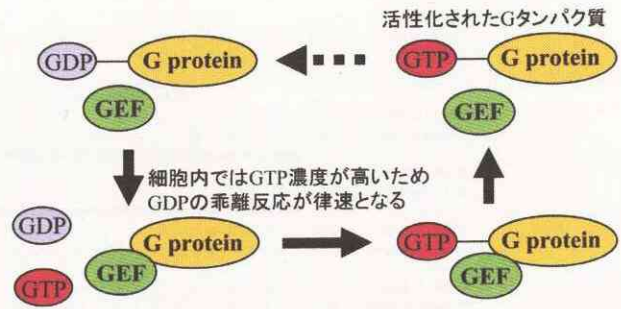 活性化されたGタンパク質
GDP G protein
GTP G protein
GEF
GEF
細胞内ではGTP濃度が高いため
GDPの乖離反応が律速となる
GDP
G protein
GEF
GTP
GTP G protein
GEF